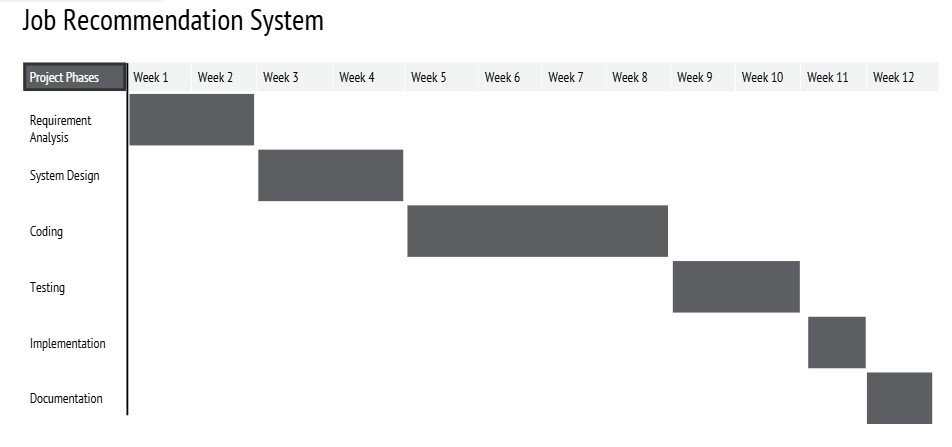 Job Recommendation System
Project Phases Week 1 Week 2 Week 3 Week 4 Week 5 Week 6 Week 7 Week 8 Week 9 Week 10 Week 11 Week 12
Requirement
Analysis
System Design
Coding
Testing
Implementation
Documentation